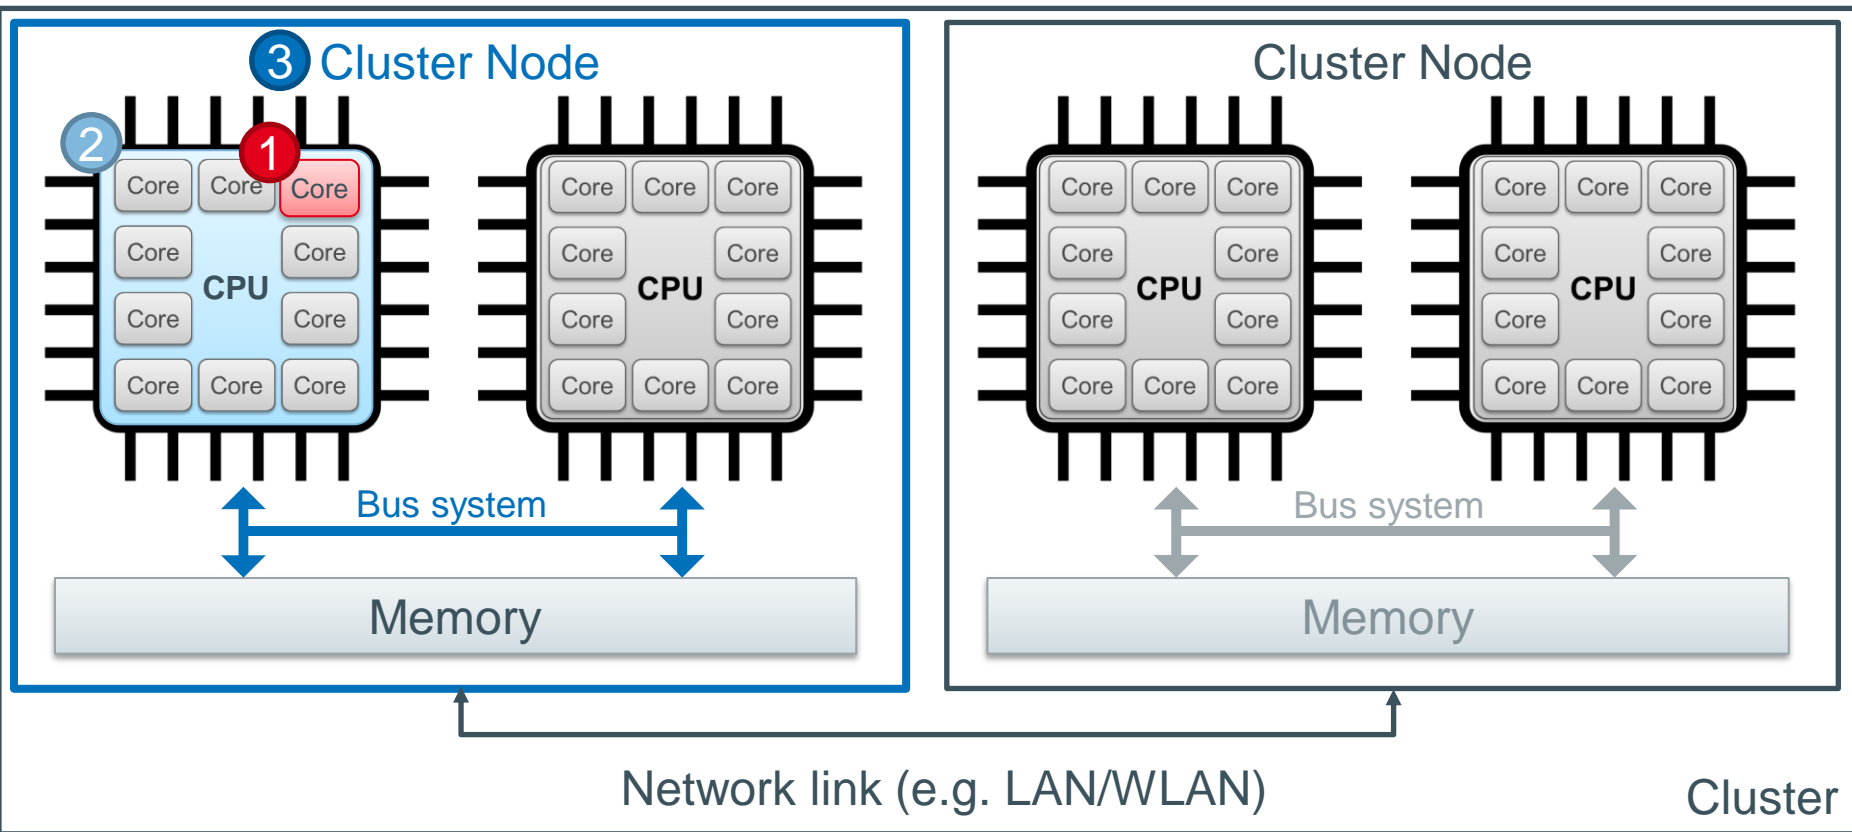 3 Cluster Node
2
1
Core Core Core
Core Core
CPU
Core Core
Core Core Core
Core Core Core
Core Core
CPU
Core Core
Core Core Core
Bus system
Memory
Cluster Node
Core Core Core
Core Core
CPU
Core Core
Core Core Core
Core Core Core
Core Core
CPU
Core Core
Core Core Core
Bus system
Memory
Network link (e.g. LAN/WLAN)
Cluster